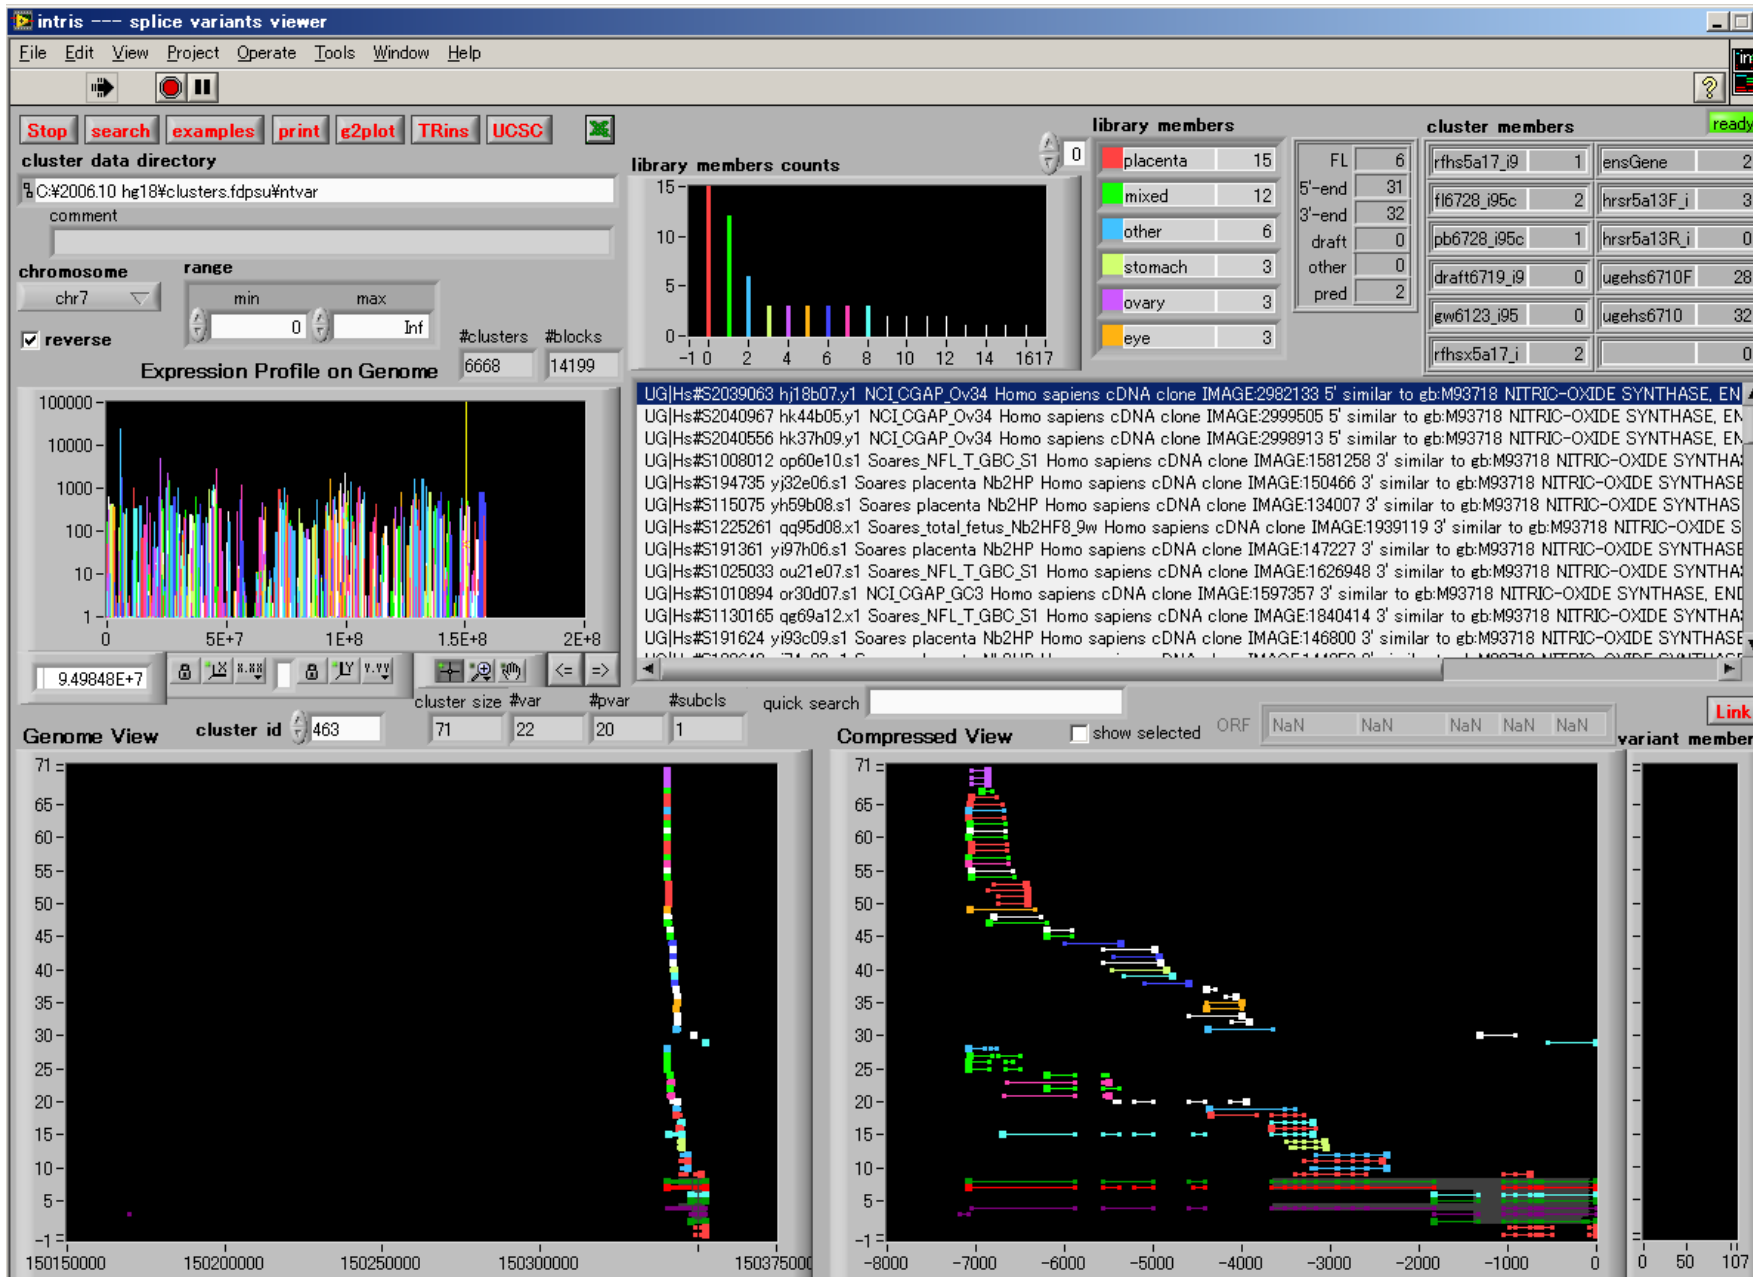 intris --- splice variants viewer
File Edit View Project Operate Tools Window Help
Stop search examples print g2plot TRins UCSC
ready
cluster data directory
C:¥2006.10 hg18¥clusters.fdpsu¥ntvar
comment
chromosome
chr7
range
min max
0 Inf
reverse
#clusters #blocks
6668 14199
Expression Profile on Genome
100000
10000
1000
100
10
1
0 5E+7 1E+8 1.5E+8 2E+8
9.49848E+7
library members counts
0
15
10
5
0
-1 0 2 4 6 8 10 12 14 1617
library members
placenta 15
mixed 12
other 6
stomach 3
ovary 3
eye 3
FL 6
5'-end 31
3'-end 32
draft 0
other 0
pred 2
cluster members
rfhs5a17_i9 1 ensGene 2
fl6728_i95c 2 hrsr5a13F_i 3
pb6728_i95c 1 hrsr5a13R_i 0
draft6719_i9 0 ugehs6710F 28
gw6123_i95 0 ugehs6710 32
rfhsx5a17_i 2 0
UG|Hs#S2039063 hj18b07.y1 NCI_CGAP_Ov34 Homo sapiens cDNA clone IMAGE:2982133 5' similar to gb:M93718 NITRIC-OXIDE SYNTHASE, EN
UG|Hs#S2040967 hk44b05.y1 NCI_CGAP_Ov34 Homo sapiens cDNA clone IMAGE:2999505 5' similar to gb:M93718 NITRIC-OXIDE SYNTHASE, EN
UG|Hs#S2040556 hk37h09.y1 NCI_CGAP_Ov34 Homo sapiens cDNA clone IMAGE:2998913 5' similar to gb:M93718 NITRIC-OXIDE SYNTHASE, EN
UG|Hs#S1008012 op60e10.s1 Soares_NFL_T_GBC_S1 Homo sapiens cDNA clone IMAGE:1581258 3' similar to gb:M93718 NITRIC-OXIDE SYNTHA
UG|Hs#S194735 yj32e06.s1 Soares placenta Nb2HP Homo sapiens cDNA clone IMAGE:150466 3' similar to gb:M93718 NITRIC-OXIDE SYNTHASE
UG|Hs#S115075 yh59b08.s1 Soares placenta Nb2HP Homo sapiens cDNA clone IMAGE:134007 3' similar to gb:M93718 NITRIC-OXIDE SYNTHAS
UG|Hs#S1225261 qq95d08.x1 Soares_total_fetus_Nb2HF8_9w Homo sapiens cDNA clone IMAGE:1939119 3' similar to gb:M93718 NITRIC-OXIDE S
UG|Hs#S191361 yi97h06.s1 Soares placenta Nb2HP Homo sapiens cDNA clone IMAGE:147227 3' similar to gb:M93718 NITRIC-OXIDE SYNTHASE
UG|Hs#S1025033 ou21e07.s1 Soares_NFL_T_GBC_S1 Homo sapiens cDNA clone IMAGE:1626948 3' similar to gb:M93718 NITRIC-OXIDE SYNTHA
UG|Hs#S1010894 or30d07.s1 NCI_CGAP_GC3 Homo sapiens cDNA clone IMAGE:1597357 3' similar to gb:M93718 NITRIC-OXIDE SYNTHASE, END
UG|Hs#S1130165 qg69a12.x1 Soares_NFL_T_GBC_S1 Homo sapiens cDNA clone IMAGE:1840414 3' similar to gb:M93718 NITRIC-OXIDE SYNTHA
UG|Hs#S191624 yi93c09.s1 Soares placenta Nb2HP Homo sapiens cDNA clone IMAGE:146800 3' similar to gb:M93718 NITRIC-OXIDE SYNTHASE
<= =>
Genome View
cluster id 463
cluster size #var #pvar #subcls
71 22 20 1
quick search
show selected
ORF NaN NaN NaN NaN NaN
Link
71
65
60
55
50
45
40
35
30
25
20
15
10
5
-1
150150000 150200000 150250000 150300000 15037500
Compressed View
71
65
60
55
50
45
40
35
30
25
20
15
10
5
-1
-8000 -7000 -6000 -5000 -4000 -3000 -2000 -1000 0
variant member
0 50 107